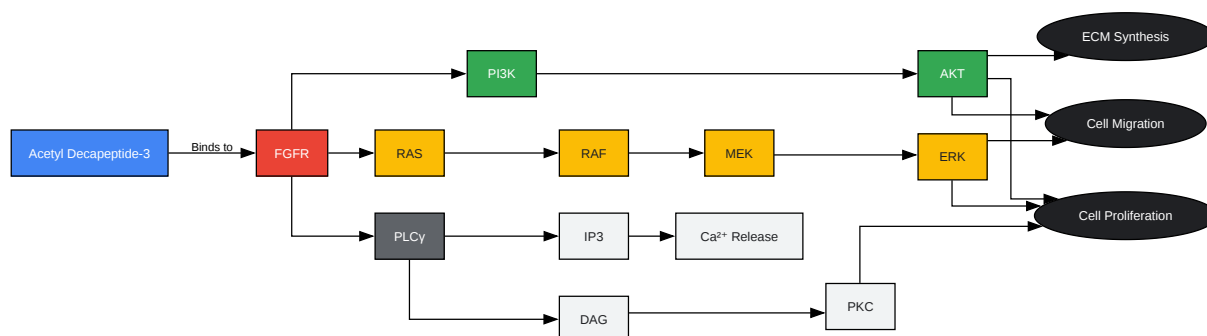 ECM Synthesis
PI3K
AKT
Cell Migration
Acetyl Decapeptide-3
Binds to
FGFR
RAS
RAF
MEK
ERK
PLCγ
IP3
Ca²⁺ Release
Cell Proliferation
DAG
PKC